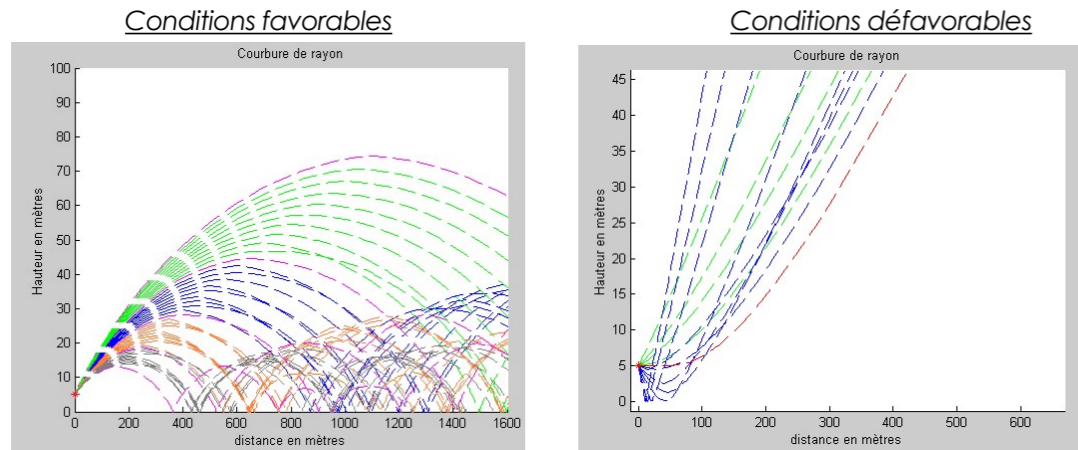 Conditions favorables
Conditions défavorables
Courbure de rayon
100
90
80
70
60
50
40
30
20
10
0
Hauteur en mètres
0 200 400 600 800 1000 1200 1400 1600
distance en mètres
Courbure de rayon
45
40
35
30
25
20
15
10
5
0
Hauteur en mètres
0 100 200 300 400 500 600
distance en mètres